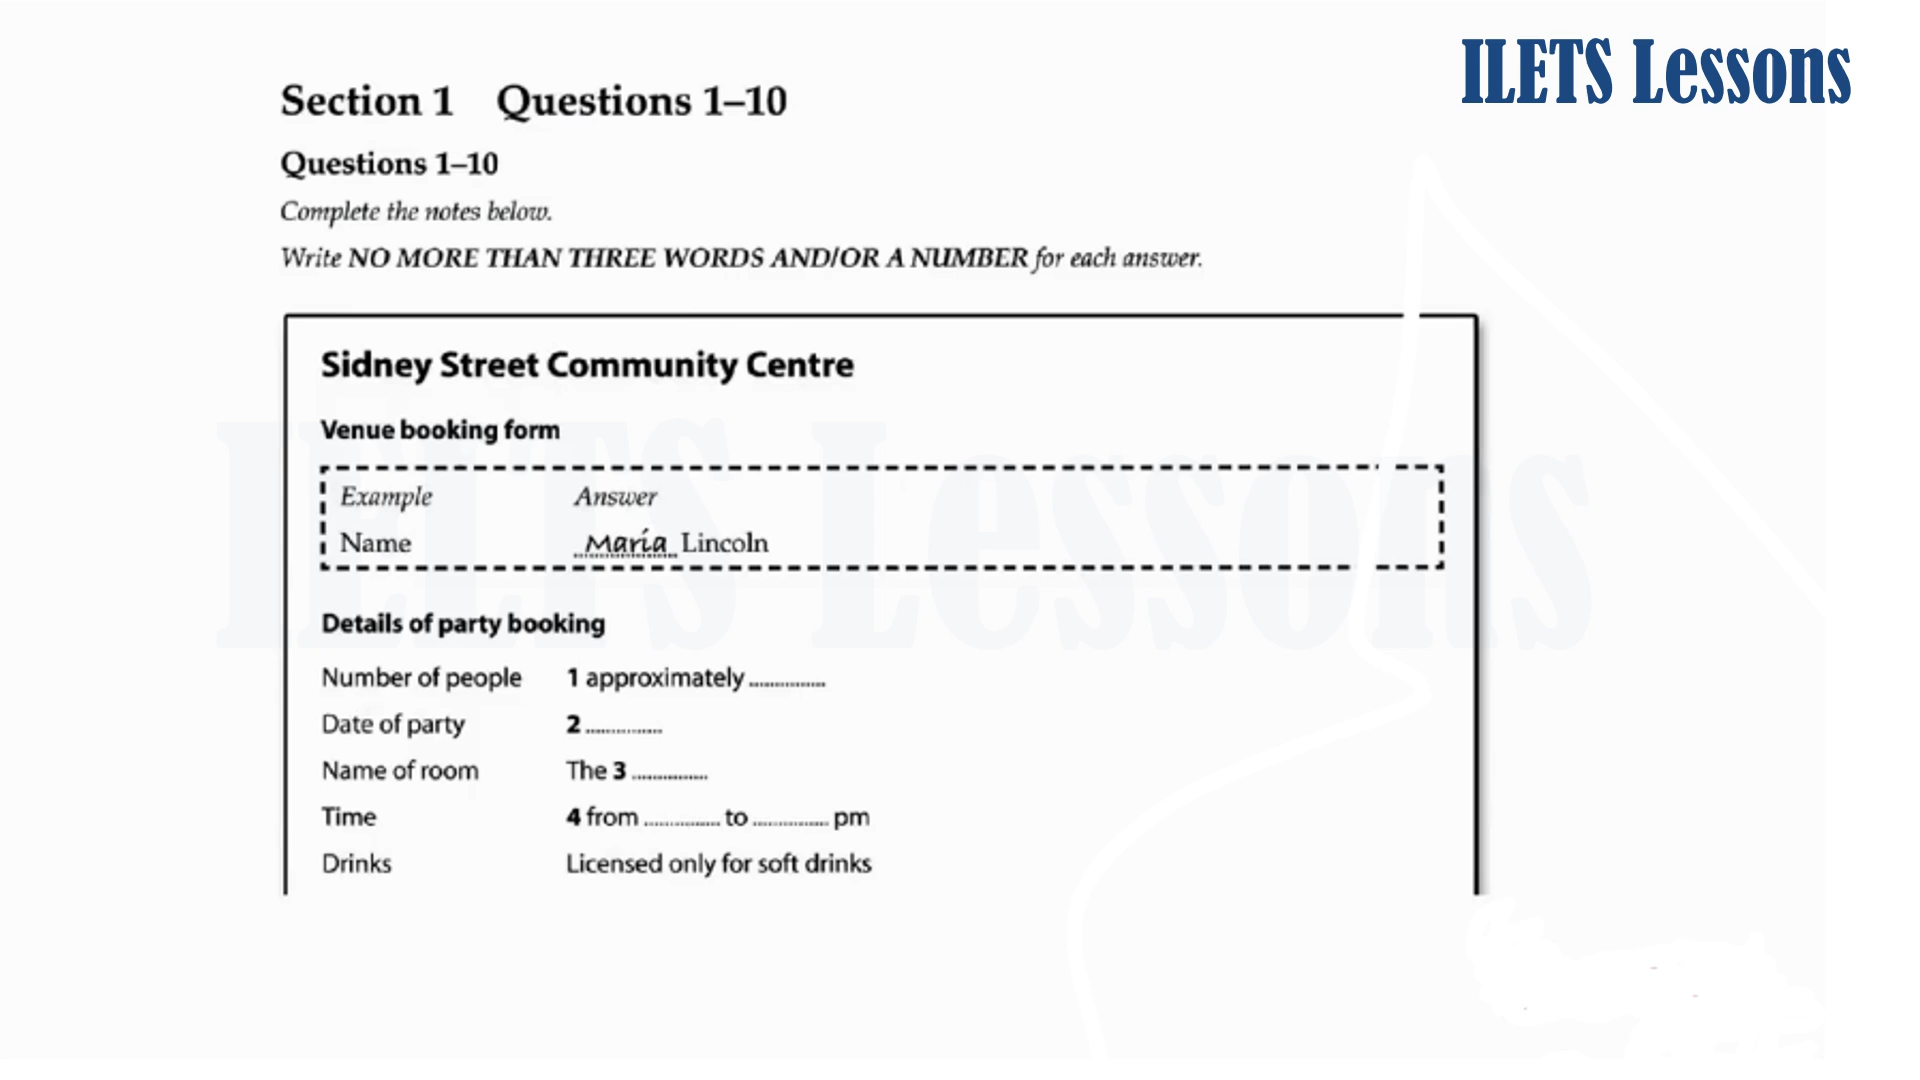 ILETS Lessons
Section 1 Questions 1–10
Questions 1–10
Complete the notes below.
Write NO MORE THAN THREE WORDS AND/OR A NUMBER for each answer.
Sidney Street Community Centre
Venue booking form
Example Answer
Name Maria Lincoln
Details of party booking
Number of people 1 approximately ...............
Date of party 2 ...............
Name of room The 3 ...............
Time 4 from ............... to ............... pm
Drinks Licensed only for soft drinks
IELTS Lessons